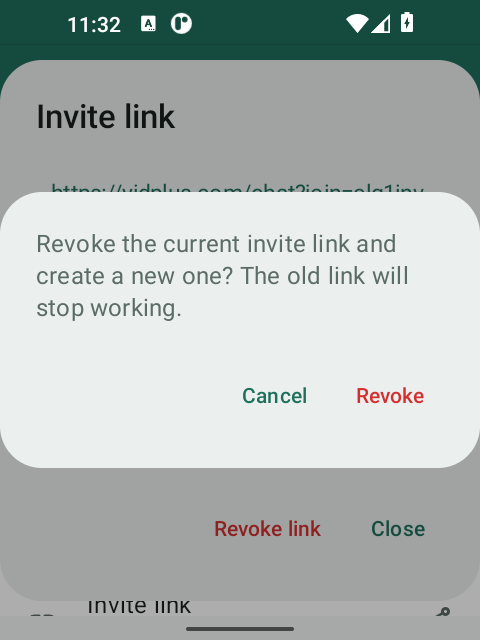 11:32
Invite link
Revoke the current invite link and
create a new one? The old link will
stop working.
Cancel Revoke
Revoke link Close
Invite link